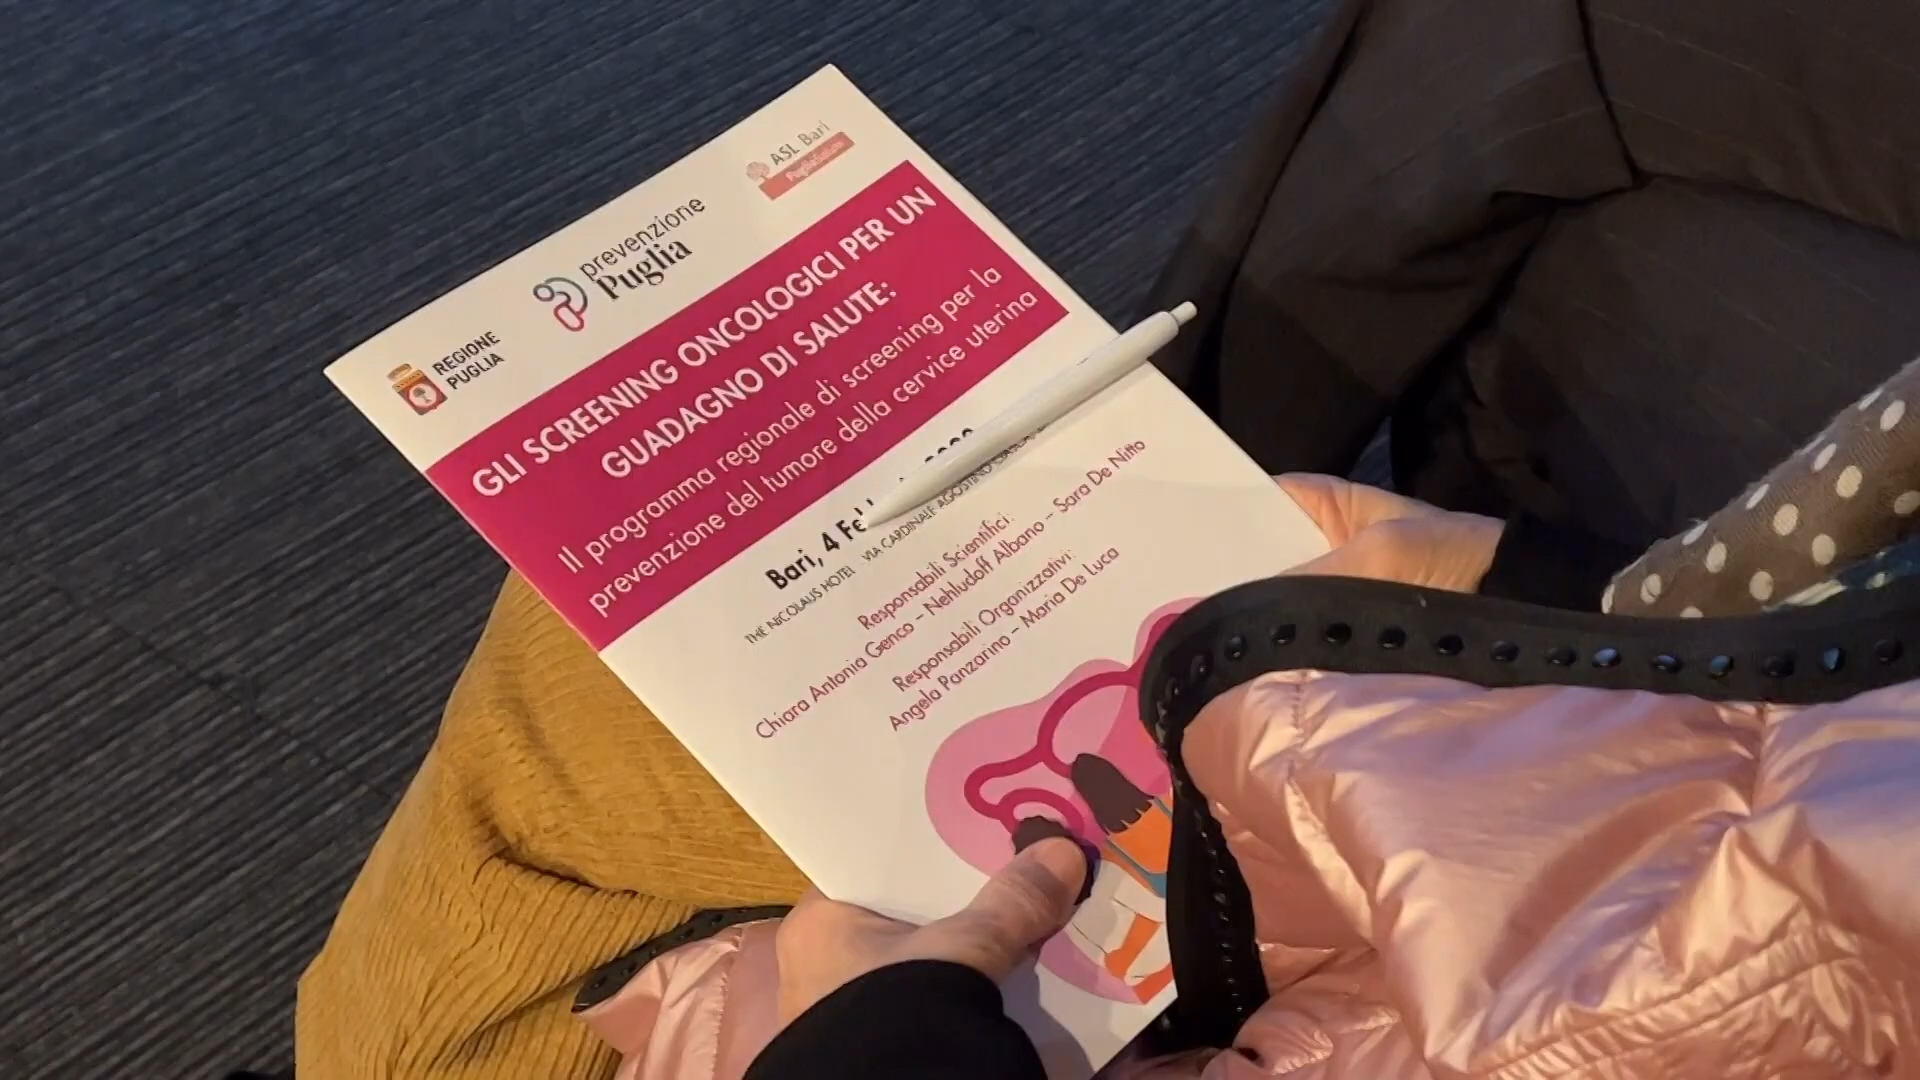 REGIONE
PUGLIA
prevenzione
Puglia
ASL Bari
PugliaSalute
GLI SCREENING ONCOLOGICI PER UN
GUADAGNO DI SALUTE:
Il programma regionale di screening per la
prevenzione del tumore della cervice uterina
Bari, 4
THE NICOLAUS HOTEL VIA CARDINALE AGOSTINO
Responsabili Scientifici:
Chiara Antonia Genco – Nehludoff Albano – Sara De Nitto
Responsabili Organizzativi:
Angela Panzarino – Maria De Luca